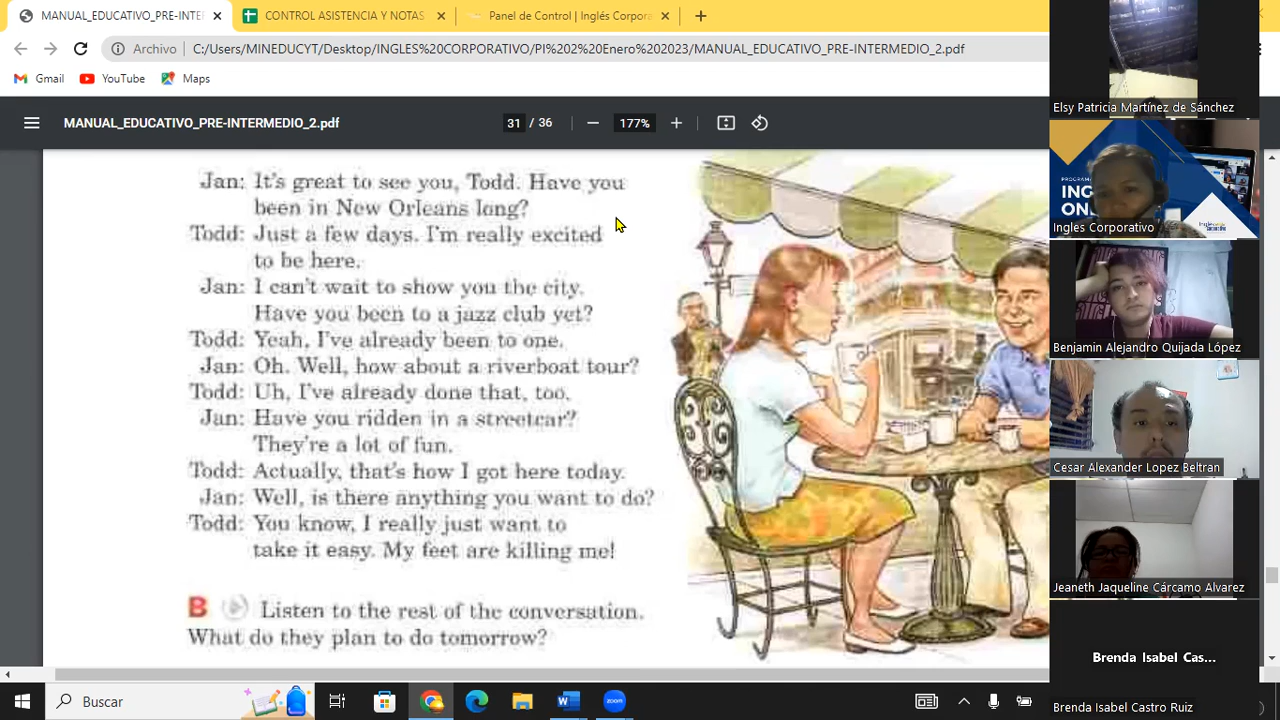 MANUAL_EDUCATIVO_PRE-INTER
CONTROL ASISTENCIA Y NOTAS
Panel de Control | Inglés Corpora
Archivo C:/Users/MINEDUCYT/Desktop/INGLES%20CORPORATIVO/PI%202%20Enero%202023/MANUAL_EDUCATIVO_PRE-INTERMEDIO_2.pdf
Gmail YouTube Maps
MANUAL_EDUCATIVO_PRE-INTERMEDIO_2.pdf 31 / 36 177%
Jan: It's great to see you, Todd. Have you
been in New Orleans long?
Todd: Just a few days. I'm really excited
to be here.
Jan: I can't wait to show you the city.
Have you been to a jazz club yet?
Todd: Yeah, I've already been to one.
Jan: Oh. Well, how about a riverboat tour?
Todd: Uh, I've already done that, too.
Jan: Have you ridden in a streetcar?
They're a lot of fun.
Todd: Actually, that's how I got here today.
Jan: Well, is there anything you want to do?
Todd: You know, I really just want to
take it easy. My feet are killing me!
B Listen to the rest of the conversation.
What do they plan to do tomorrow?
Elsy Patricia Martínez de Sánchez
ING
ON
Ingles Corporativo
Benjamin Alejandro Quijada López
Cesar Alexander Lopez Beltran
Jeaneth Jaqueline Cárcamo Alvarez
Brenda Isabel Cas...
Brenda Isabel Castro Ruiz
Buscar